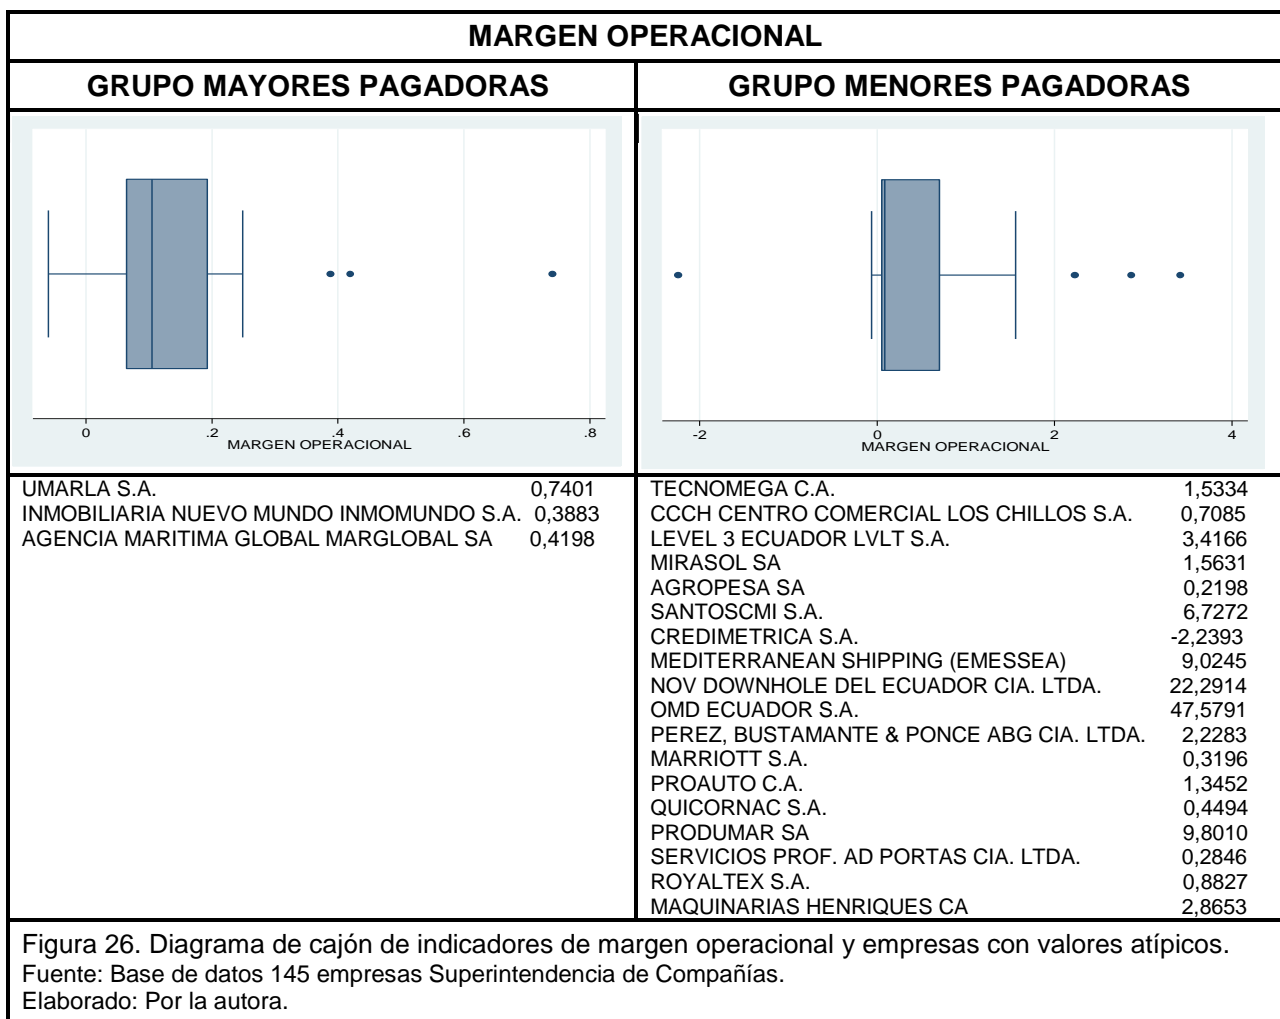 MARGEN OPERACIONAL
GRUPO MAYORES PAGADORAS
GRUPO MENORES PAGADORAS
0 .2 .4 .6 .8
MARGEN OPERACIONAL
-2 0 2 4
MARGEN OPERACIONAL
UMARLA S.A. 0,7401
INMOBILIARIA NUEVO MUNDO INMOMUNDO S.A. 0,3883
AGENCIA MARITIMA GLOBAL MARGLOBAL SA 0,4198
TECNOMEGA C.A. 1,5334
CCCH CENTRO COMERCIAL LOS CHILLOS S.A. 0,7085
LEVEL 3 ECUADOR LVLT S.A. 3,4166
MIRASOL SA 1,5631
AGROPESA SA 0,2198
SANTOSCMI S.A. 6,7272
CREDIMETRICA S.A. -2,2393
MEDITERRANEAN SHIPPING (EMESSEA) 9,0245
NOV DOWNHOLE DEL ECUADOR CIA. LTDA. 22,2914
OMD ECUADOR S.A. 47,5791
PEREZ, BUSTAMANTE & PONCE ABG CIA. LTDA. 2,2283
MARRIOTT S.A. 0,3196
PROAUTO C.A. 1,3452
QUICORNAC S.A. 0,4494
PRODUMAR SA 9,8010
SERVICIOS PROF. AD PORTAS CIA. LTDA. 0,2846
ROYALTEX S.A. 0,8827
MAQUINARIAS HENRIQUES CA 2,8653
Figura 26. Diagrama de cajón de indicadores de margen operacional y empresas con valores atípicos.
Fuente: Base de datos 145 empresas Superintendencia de Compañías.
Elaborado: Por la autora.